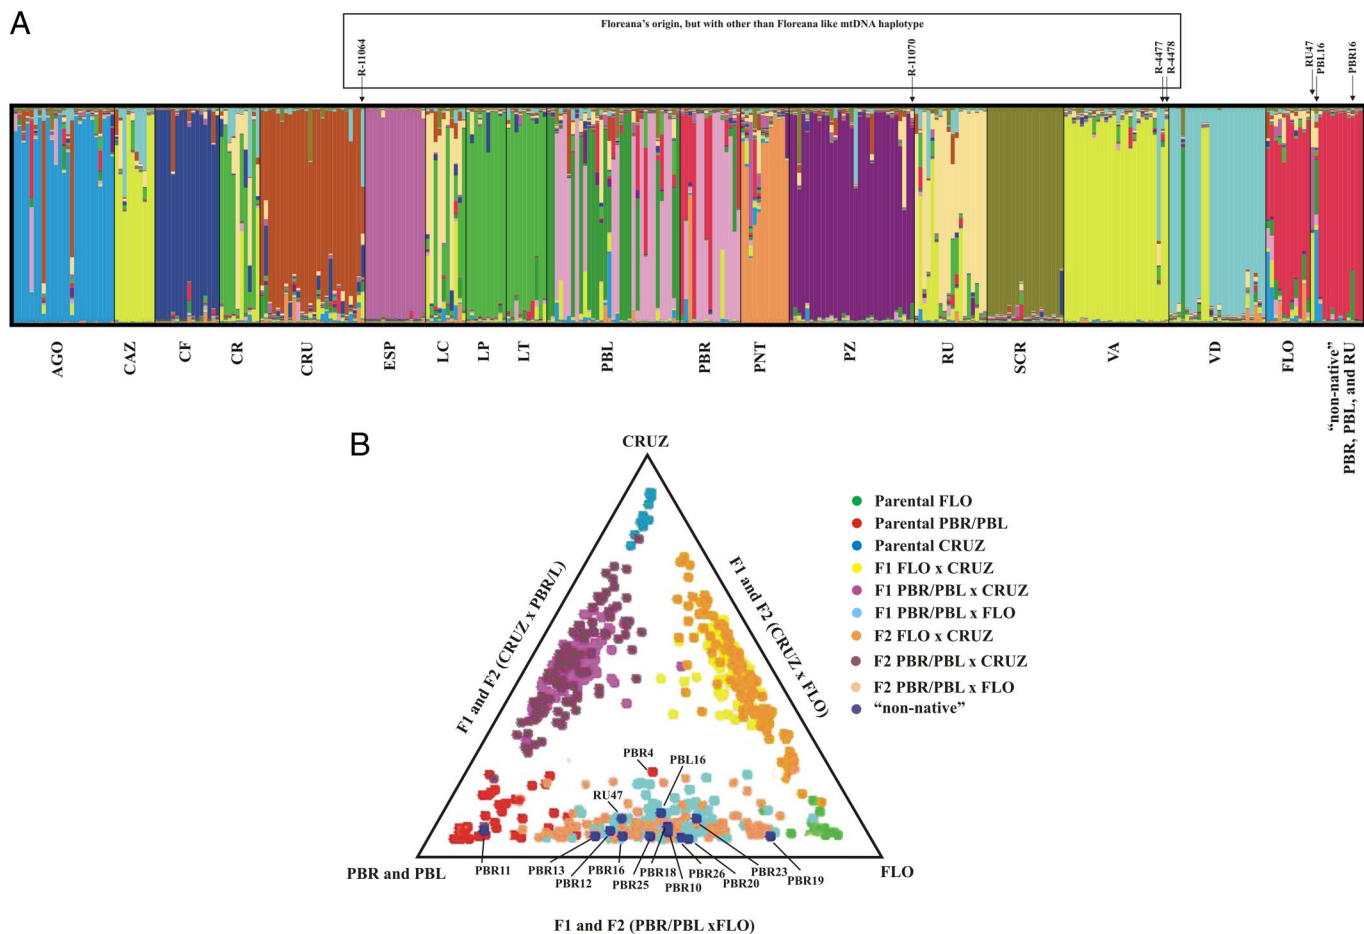 A
Floreana's origin, but with other than Floreana like mtDNA haplotype
R-11064
R-11070
R-4477
R-4478
RU47
PBL16
PBR16
AGO
CAZ
CF
CR
CRU
ESP
LC
LP
LT
PBL
PBR
PNT
PZ
RU
SCR
VA
VD
FLO
“non-native”
PBR, PBL, and RU
B
CRUZ
F1 and F2 (CRUZ x PBR/L)
F1 and F2 (CRUZ x FLO)
Parental FLO
Parental PBR/PBL
Parental CRUZ
F1 FLO x CRUZ
F1 PBR/PBL x CRUZ
F1 PBR/PBL x FLO
F2 FLO x CRUZ
F2 PBR/PBL x CRUZ
F2 PBR/PBL x FLO
“non-native”
PBR4
PBL16
RU47
PBR and PBL
PBR11
PBR13
PBR12
PBR16
PBR25
PBR18
PBR10
PBR26
PBR20
PBR23
PBR19
FLO
F1 and F2 (PBR/PBL xFLO)